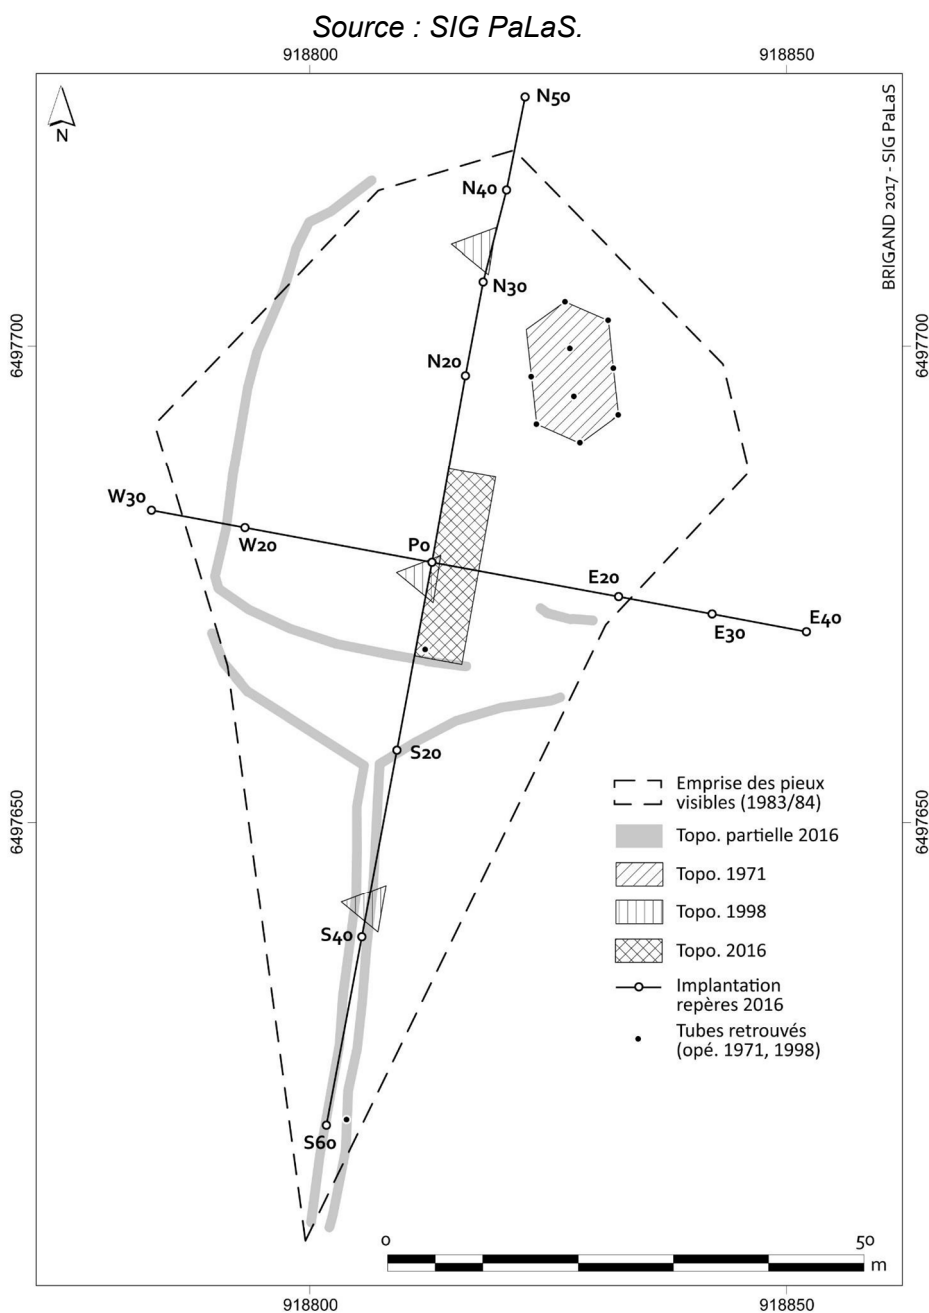 Source : SIG PaLaS.
918800
918850
BRIGAND 2017 - SIG PaLaS
N
N50
N40
N30
6497700
6497700
N20
W30
W20
P0
E20
E30
E40
S20
6497650
6497650
Emprise des pieux
visibles (1983/84)
Topo. partielle 2016
Topo. 1971
Topo. 1998
Topo. 2016
Implantation
repères 2016
Tubes retrouvés
(opé. 1971, 1998)
S40
S60
0
50
m
918800
918850